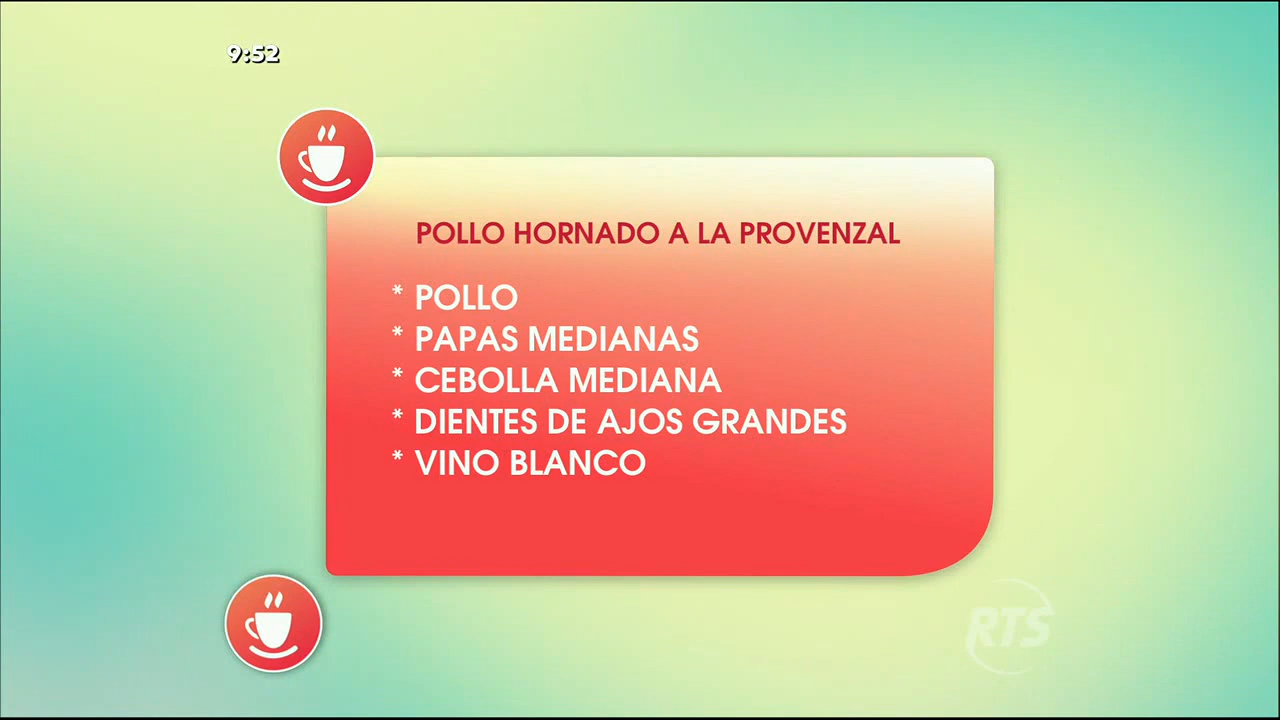 9:52
POLLO HORNADO A LA PROVENZAL
* POLLO
* PAPAS MEDIANAS
* CEBOLLA MEDIANA
* DIENTES DE AJOS GRANDES
* VINO BLANCO
RTS